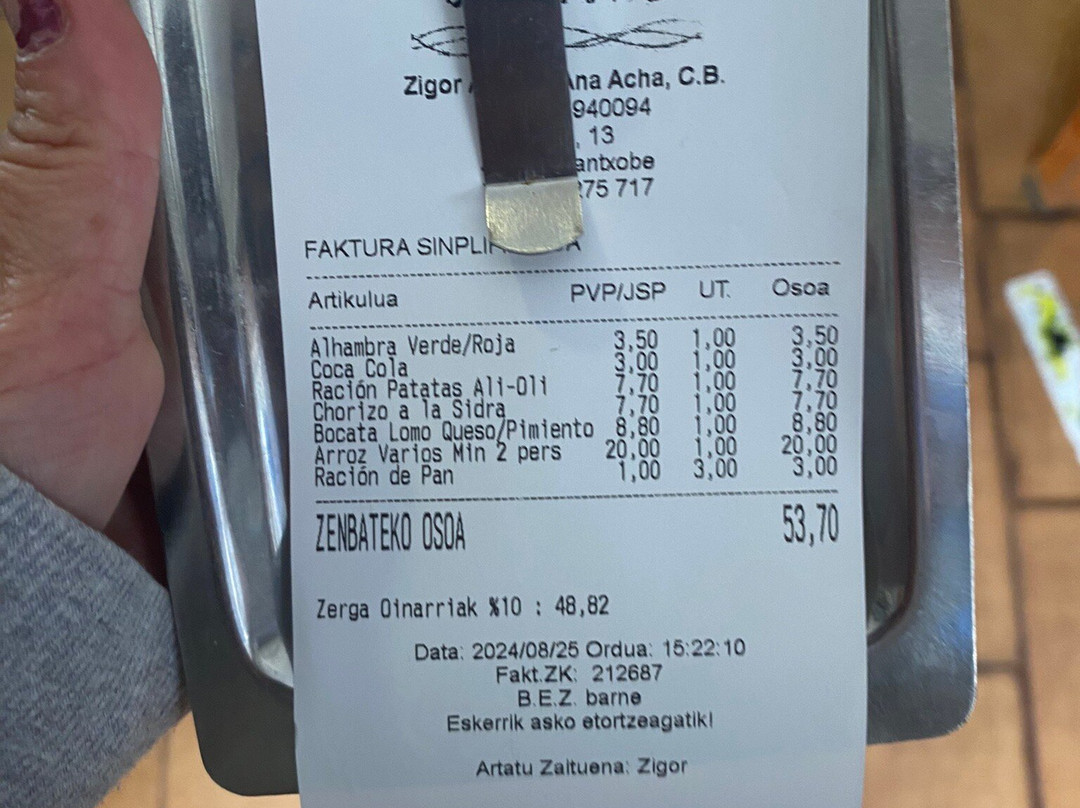 Zigor Ana Acha, C.B.
940094
, 13
antxobe
275 717
FAKTURA SINPLIF A
Artikulua PVP/JSP UT. Osoa
Alhambra Verde/Roja 3,50 1,00 3,50
Coca Cola 3,00 1,00 3,00
Ración Patatas Ali-Oli 7,70 1,00 7,70
Chorizo a la Sidra 7,70 1,00 7,70
Bocata Lomo Queso/Pimiento 8,80 1,00 8,80
Arroz Varios Min 2 pers 20,00 1,00 20,00
Ración de Pan 1,00 3,00 3,00
ZENBATEKO OSOA 53,70
Zerga Oinarriak %10 : 48,82
Data: 2024/08/25 Ordua: 15:22:10
Fakt.ZK: 212687
B.E.Z. barne
Eskerrik asko etortzeagatik!
Artatu Zaituena: Zigor